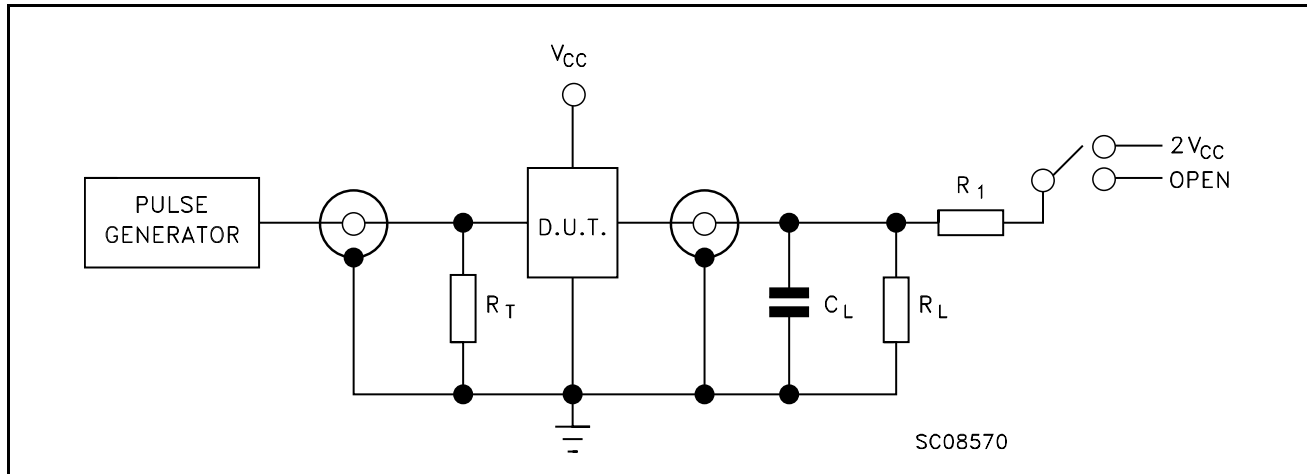 VCC
PULSE
GENERATOR
RT
D.U.T.
CL
RL
R1
2VCC
OPEN
SC08570